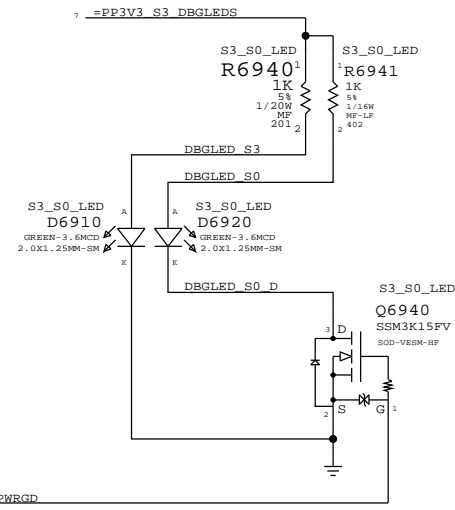 7 =PP3V3_S3_DBGLEDS
S3_S0_LED
R6940 1
1K
5%
1/20W
MF
201 2
S3_S0_LED
1 R6941
1K
5%
1/16W
MF-LF
402
2
DBGLED_S3
DBGLED_S0
S3_S0_LED
D6910
GREEN-3.6MCD
2.0X1.25MM-SM
A
K
S3_S0_LED
D6920
GREEN-3.6MCD
2.0X1.25MM-SM
A
K
DBGLED_S0_D
S3_S0_LED
Q6940
SSM3K15FV
SOD-VESM-HF
3 D
2 S
G 1
PWRGD